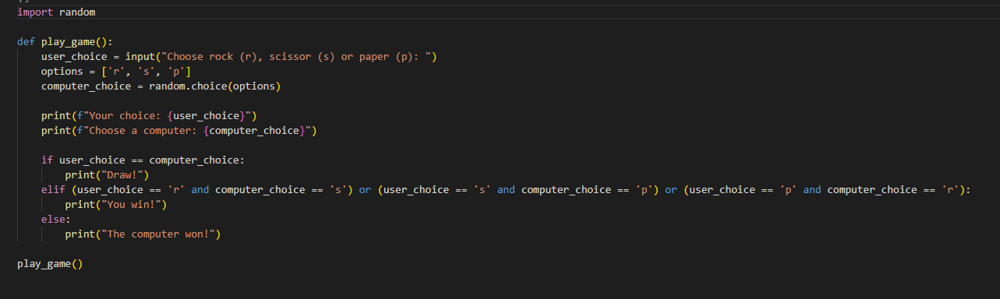 import random
def play_game():
    user_choice = input("Choose rock (r), scissor (s) or paper (p): ")
    options = ['r', 's', 'p']
    computer_choice = random.choice(options)
    print(f"Your choice: {user_choice}")
    print(f"Choose a computer: {computer_choice}")
    if user_choice == computer_choice:
        print("Draw!")
    elif (user_choice == 'r' and computer_choice == 's') or (user_choice == 's' and computer_choice == 'p') or (user_choice == 'p' and computer_choice == 'r'):
        print("You win!")
    else:
        print("The computer won!")
play_game()